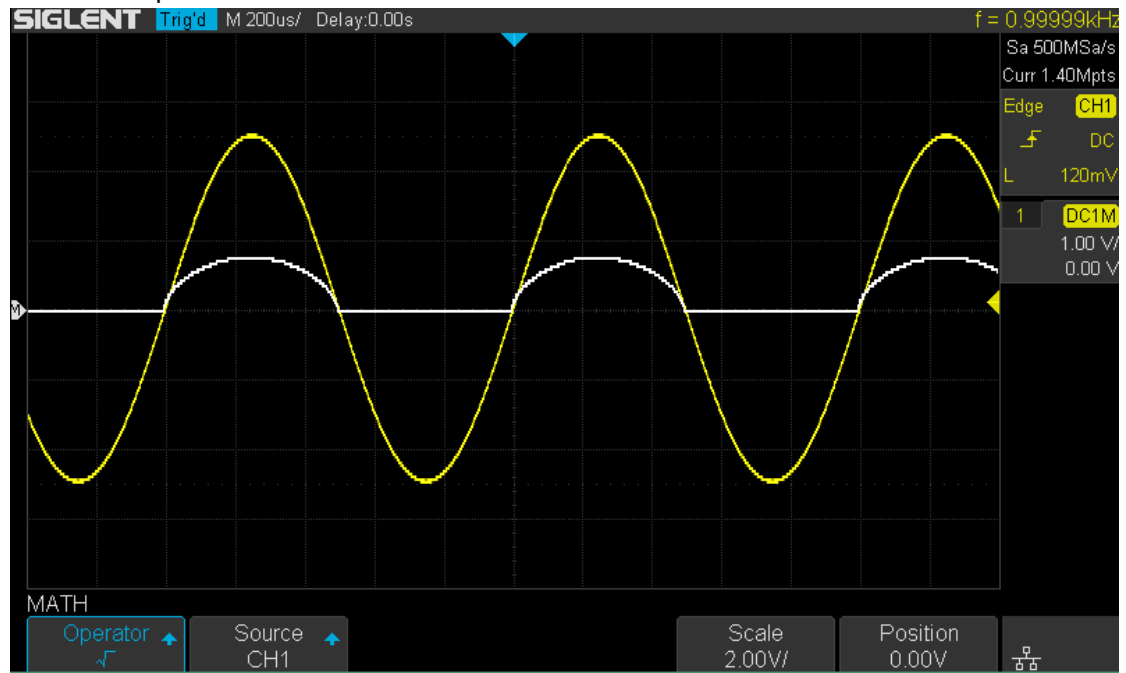 SIGLENT Trig'd M 200us/ Delay:0.00s f = 0.99999kHz
Sa 500MSa/s
Curr 1.40Mpts
Edge CH1
DC
L 120mV
1 DC1M
1.00 V/
0.00 V
M
MATH
Operator Source Scale Position
√ CH1 2.00V/ 0.00V